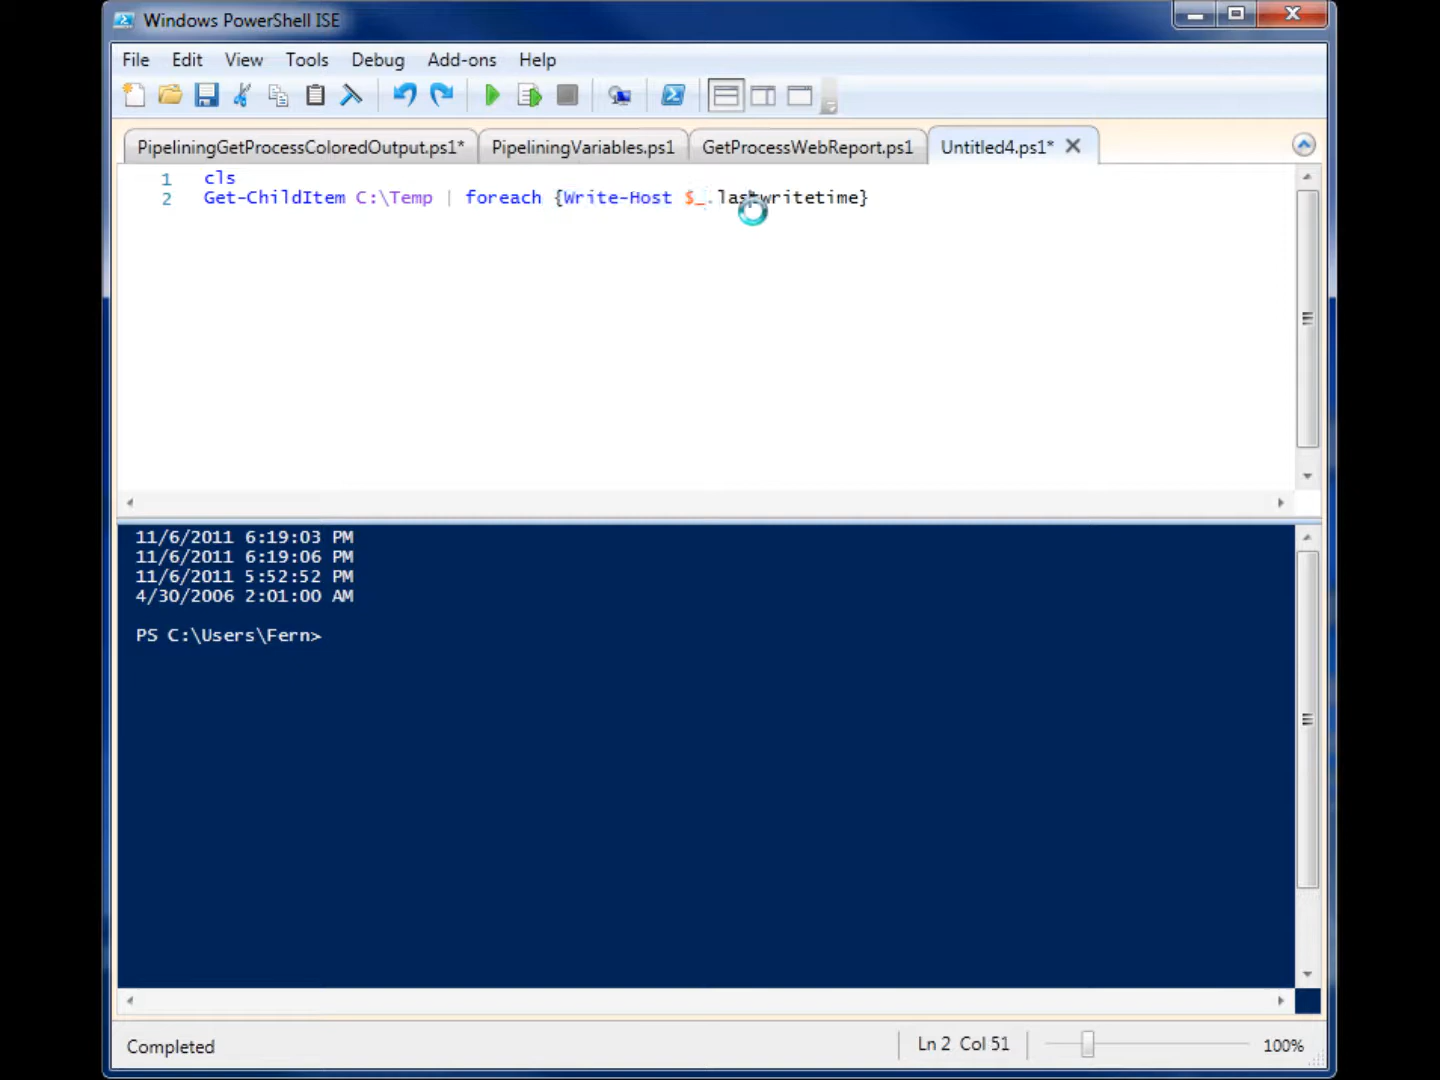 Windows PowerShell ISE
File Edit View Tools Debug Add-ons Help
PipeliningGetProcessColoredOutput.ps1* PipeliningVariables.ps1 GetProcessWebReport.ps1 Untitled4.ps1*
1 cls
2 Get-ChildItem C:\Temp | foreach {Write-Host $_.lastwritetime}
11/6/2011 6:19:03 PM
11/6/2011 6:19:06 PM
11/6/2011 5:52:52 PM
4/30/2006 2:01:00 AM
PS C:\Users\Fern>
Completed Ln 2 Col 51 100%